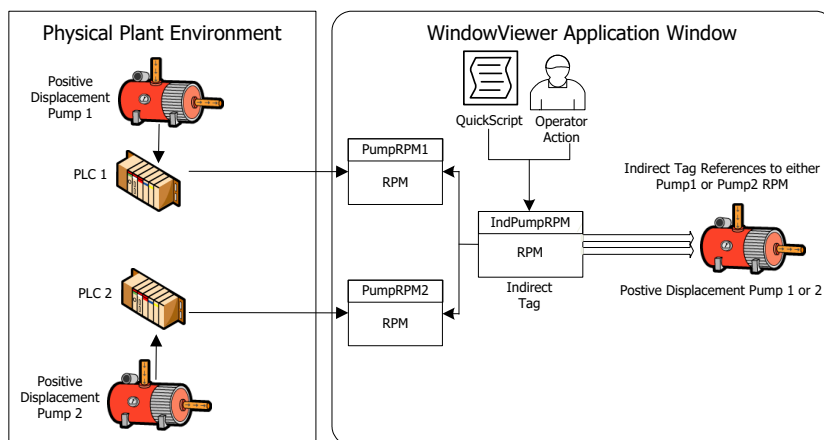 Physical Plant Environment
Positive
Displacement
Pump 1
PLC 1
PLC 2
Positive
Displacement
Pump 2
WindowViewer Application Window
QuickScript
Operator
Action
PumpRPM1
RPM
IndPumpRPM
RPM
Indirect
Tag
PumpRPM2
RPM
Indirect Tag References to either
Pump1 or Pump2 RPM
Postive Displacement Pump 1 or 2